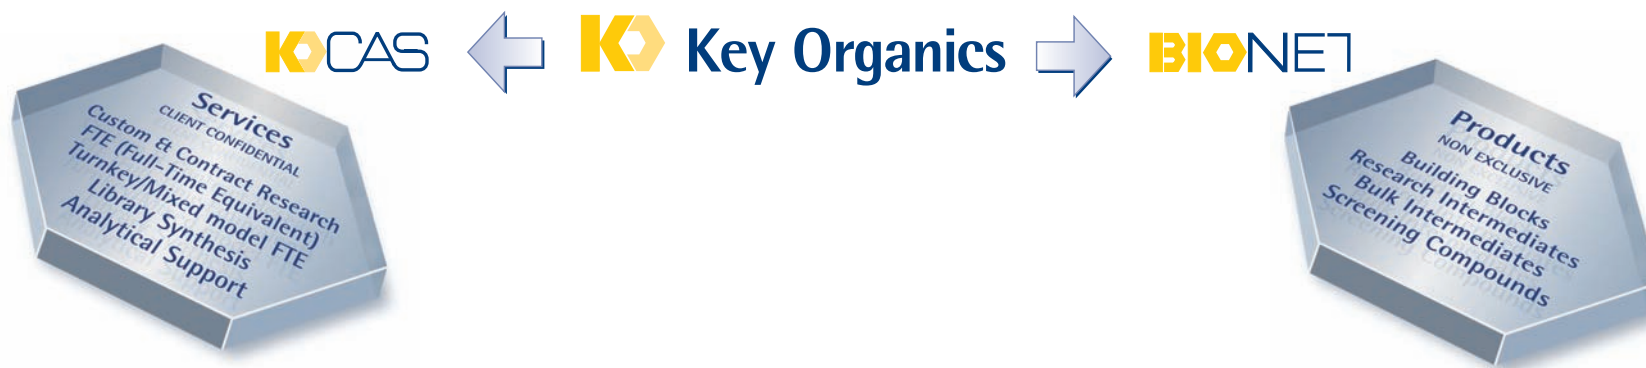 KOCAS
Key Organics
BIONET
Services
CLIENT CONFIDENTIAL
Custom & Contract Research
FTE (Full-Time Equivalent)
Turnkey/Mixed model FTE
Library Synthesis
Analytical Support
Products
NON EXCLUSIVE
Building Blocks
Research Intermediates
Bulk Intermediates
Screening Compounds